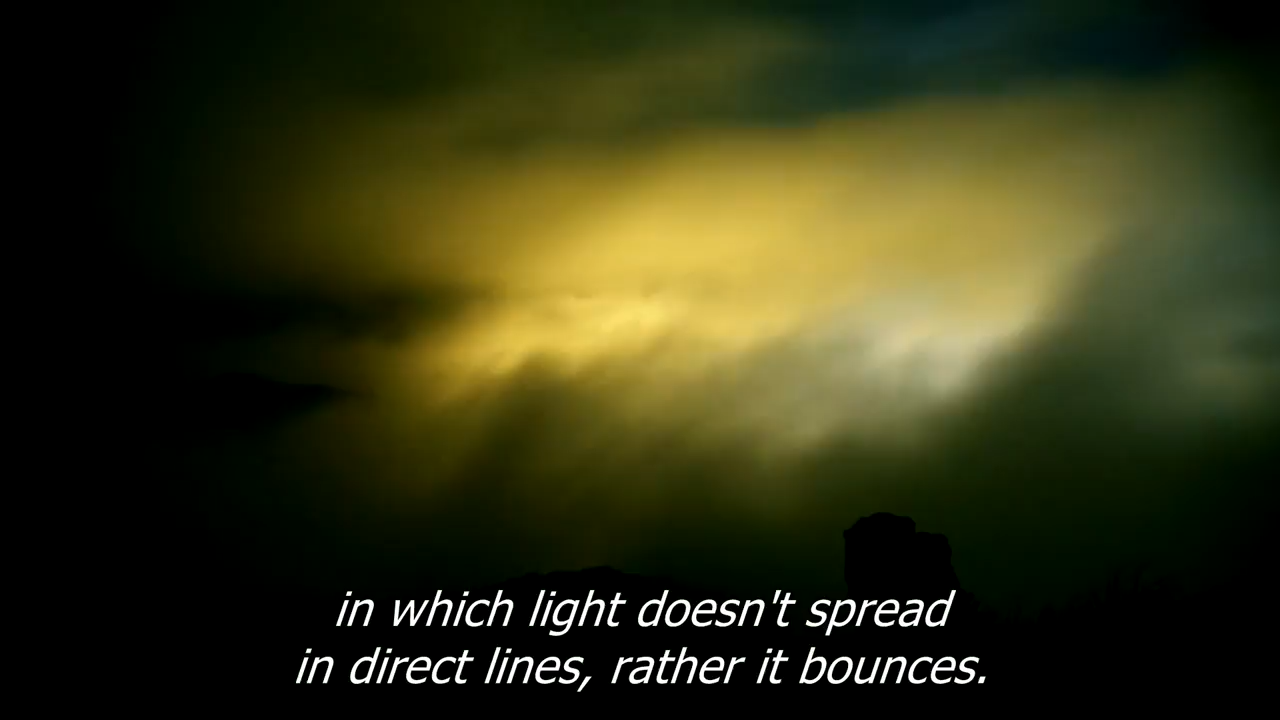 in which light doesn't spread
in direct lines, rather it bounces.